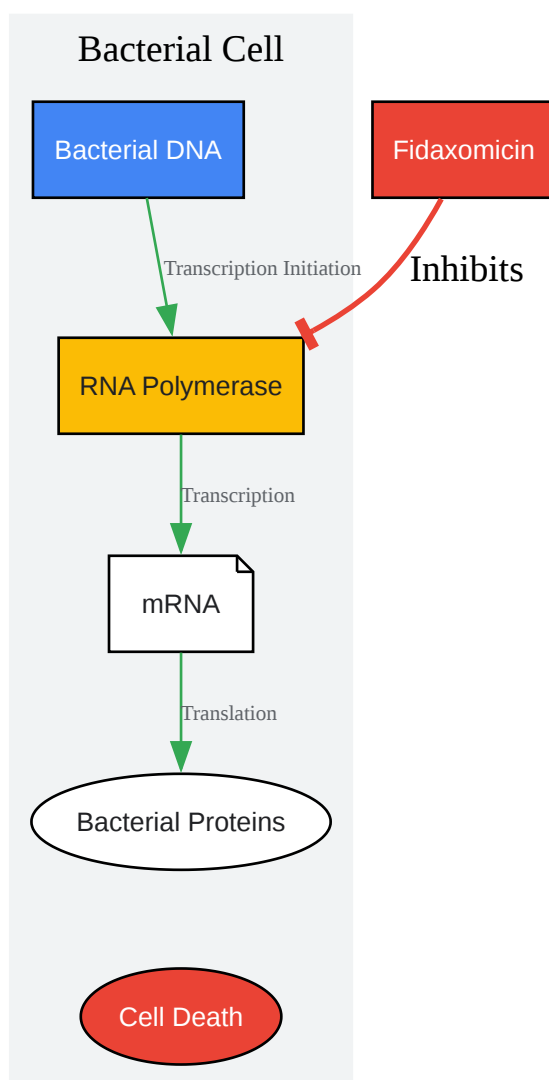 Bacterial Cell
Bacterial DNA
Fidaxomicin
Transcription Initiation
Inhibits
RNA Polymerase
Transcription
mRNA
Translation
Bacterial Proteins
Cell Death